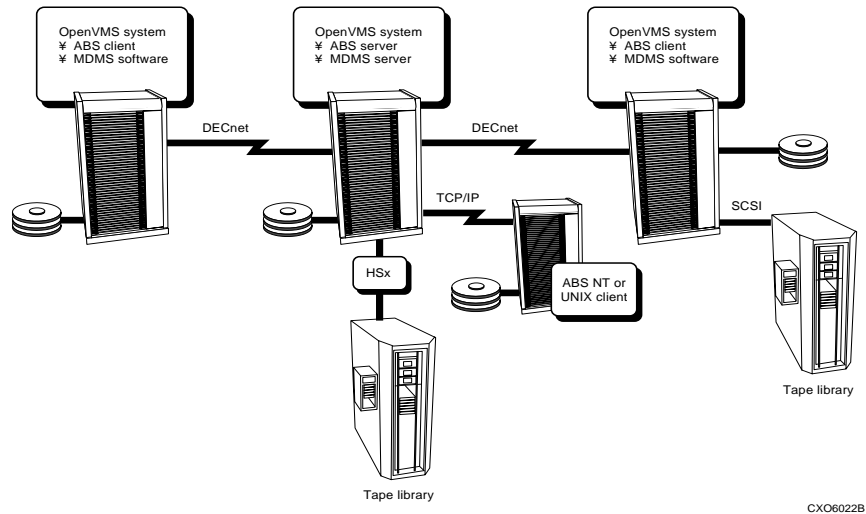 OpenVMS system
¥ ABS client
¥ MDMS software
OpenVMS system
¥ ABS server
¥ MDMS server
OpenVMS system
¥ ABS client
¥ MDMS software
DECnet
DECnet
TCP/IP
SCSI
HSx
ABS NT or
UNIX client
Tape library
Tape library
CXO6022B